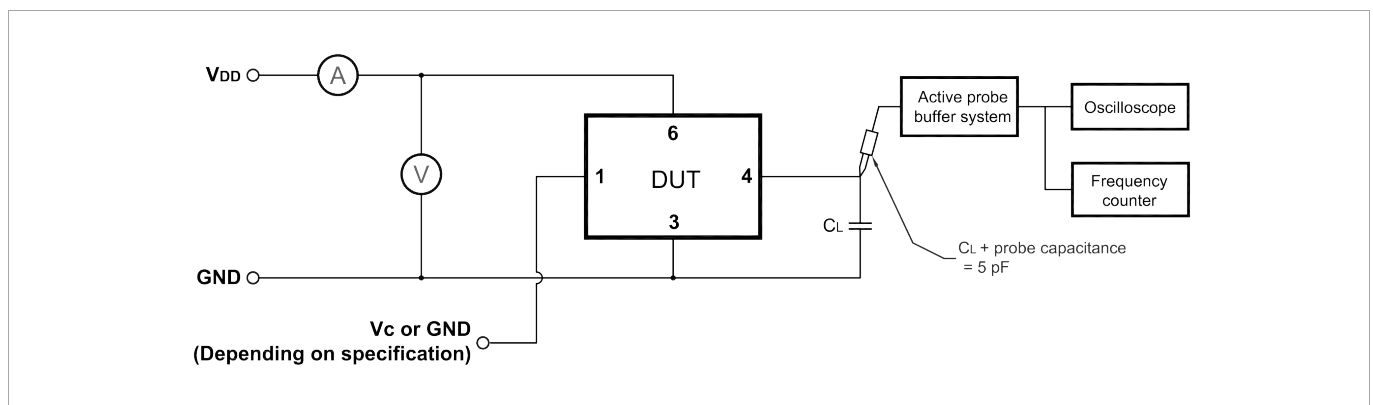 VDD
A
V
GND
Vc or GND
(Depending on specification)
6
1
DUT
4
3
CL
Active probe
buffer system
Oscilloscope
Frequency
counter
CL + probe capacitance
= 5 pF